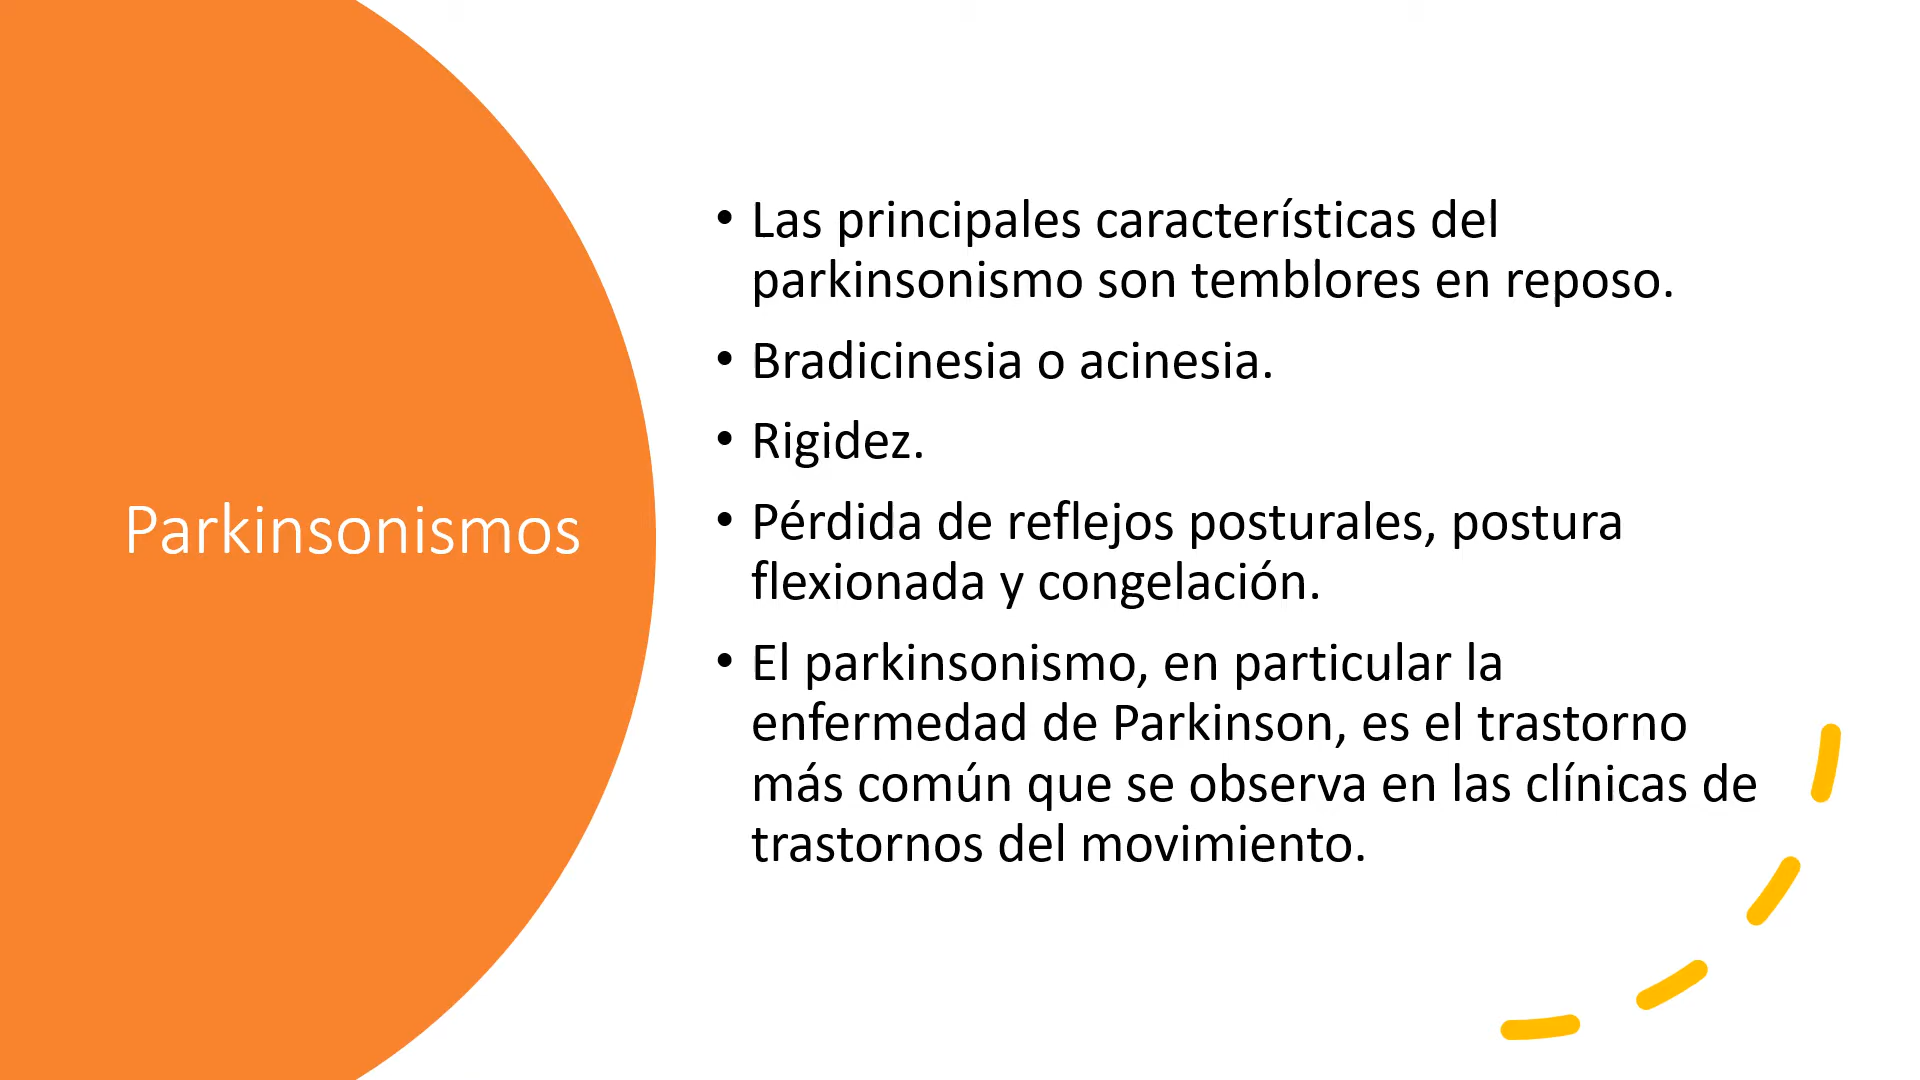 Parkinsonismos
• Las principales características del
parkinsonismo son temblores en reposo.
• Bradicinesia o acinesia.
• Rigidez.
• Pérdida de reflejos posturales, postura
flexionada y congelación.
• El parkinsonismo, en particular la
enfermedad de Parkinson, es el trastorno
más común que se observa en las clínicas de
trastornos del movimiento.